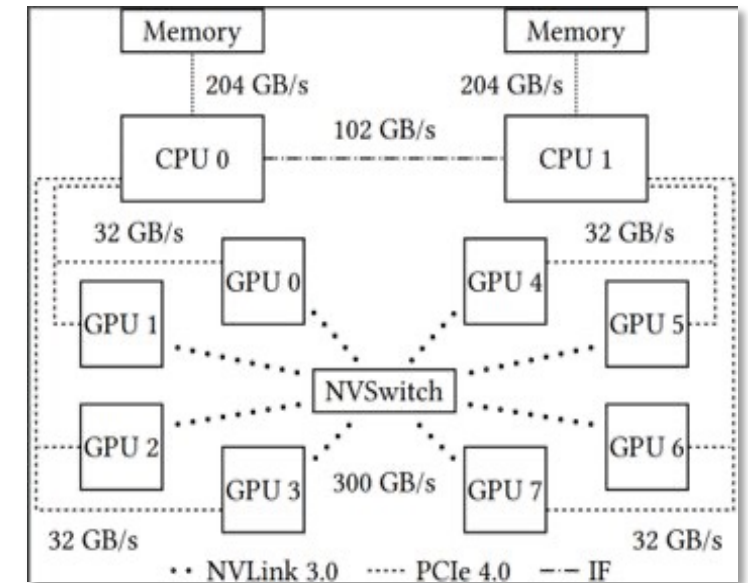 Memory Memory
204 GB/s 204 GB/s
102 GB/s
CPU 0 CPU 1
32 GB/s 32 GB/s
GPU 0 GPU 4
GPU 1 GPU 5
NVSwitch
GPU 2 GPU 6
GPU 3 300 GB/s GPU 7
32 GB/s 32 GB/s
NVLink 3.0 PCIe 4.0 IF